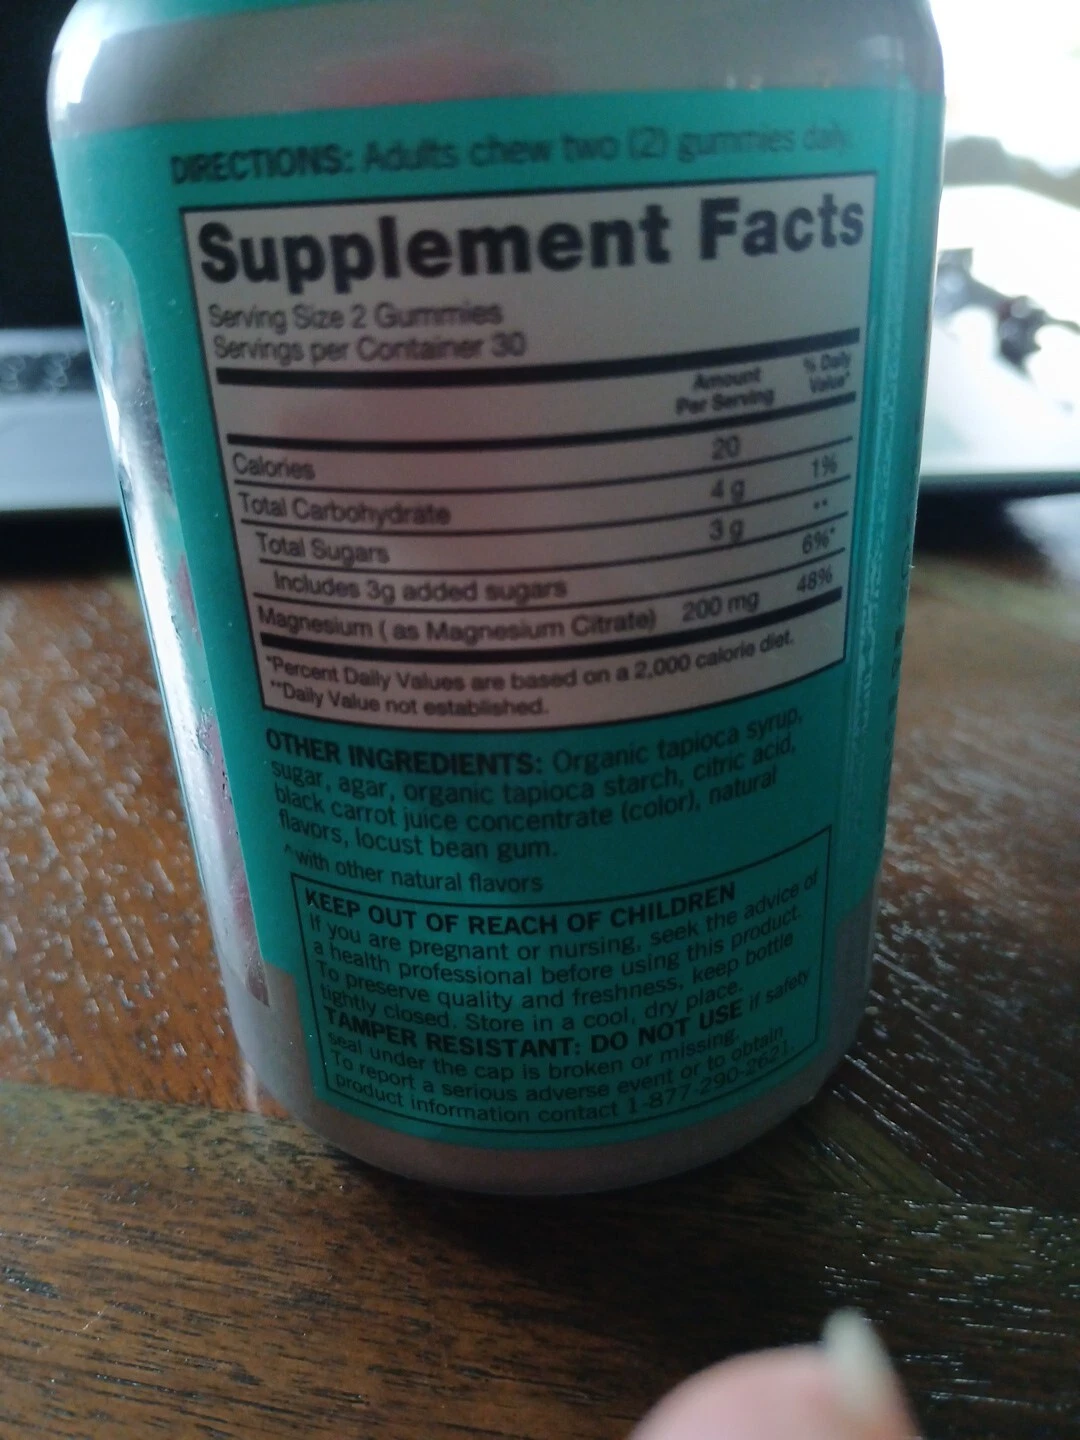 DIRECTIONS: Adults chew two (2) gummies daily.
Supplement Facts
Serving Size 2 Gummies
Servings per Container 30
Amount Per Serving
% Daily Value*
Calories 20
Total Carbohydrate 4 g 1%
Total Sugars 3 g **
Includes 3g added sugars 6%*
Magnesium ( as Magnesium Citrate) 200 mg 48%
*Percent Daily Values are based on a 2,000 calorie diet.
**Daily Value not established.
OTHER INGREDIENTS: Organic tapioca syrup,
sugar, agar, organic tapioca starch, citric acid,
black carrot juice concentrate (color), natural
flavors, locust bean gum.
^with other natural flavors
KEEP OUT OF REACH OF CHILDREN
If you are pregnant or nursing, seek the advice of
a health professional before using this product.
To preserve quality and freshness, keep bottle
tightly closed. Store in a cool, dry place.
TAMPER RESISTANT: DO NOT USE if safety
seal under the cap is broken or missing.
To report a serious adverse event or to obtain
product information contact 1-877-290-2621.